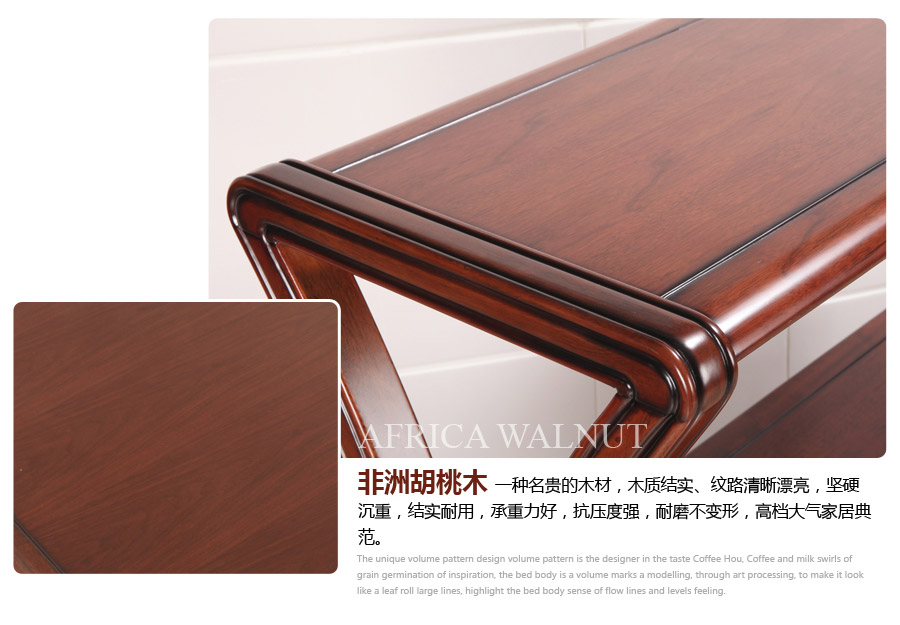 AFRICA WALNUT
非洲胡桃木 一种名贵的木材，木质结实、纹路清晰漂亮，坚硬
沉重，结实耐用，承重力好，抗压度强，耐磨不变形，高档大气家居典
范。
The unique volume pattern design volume pattern is the designer in the taste Coffee Hou, Coffee and milk swirls of
grain germination of inspiration, the bed body is a volume marks a modelling, through art processing, to make it look
like a leaf roll large lines, highlight the bed body sense of flow lines and levels feeling.